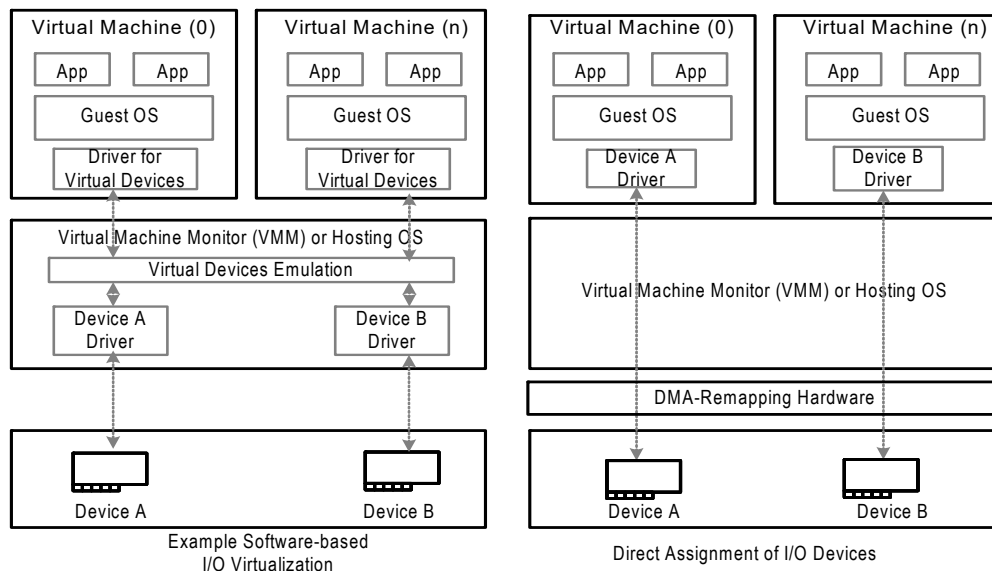 Virtual Machine (0)
App
App
Guest OS
Driver for
Virtual Devices
Virtual Machine (n)
App
App
Guest OS
Driver for
Virtual Devices
Virtual Machine Monitor (VMM) or Hosting OS
Virtual Devices Emulation
Device A
Driver
Device B
Driver
Device A
Device B
Example Software-based
I/O Virtualization
Virtual Machine (0)
App
App
Guest OS
Device A
Driver
Virtual Machine (n)
App
App
Guest OS
Device B
Driver
Virtual Machine Monitor (VMM) or Hosting OS
DMA-Remapping Hardware
Device A
Device B
Direct Assignment of I/O Devices